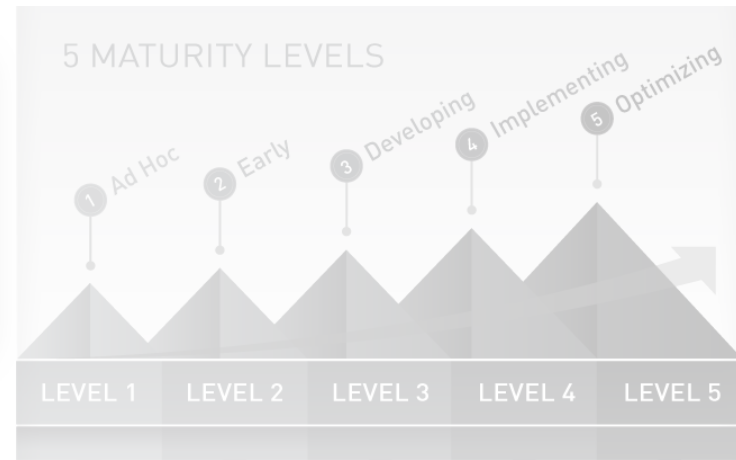 5 MATURITY LEVELS
1 Ad Hoc
2 Early
3 Developing
4 Implementing
5 Optimizing
LEVEL 1
LEVEL 2
LEVEL 3
LEVEL 4
LEVEL 5